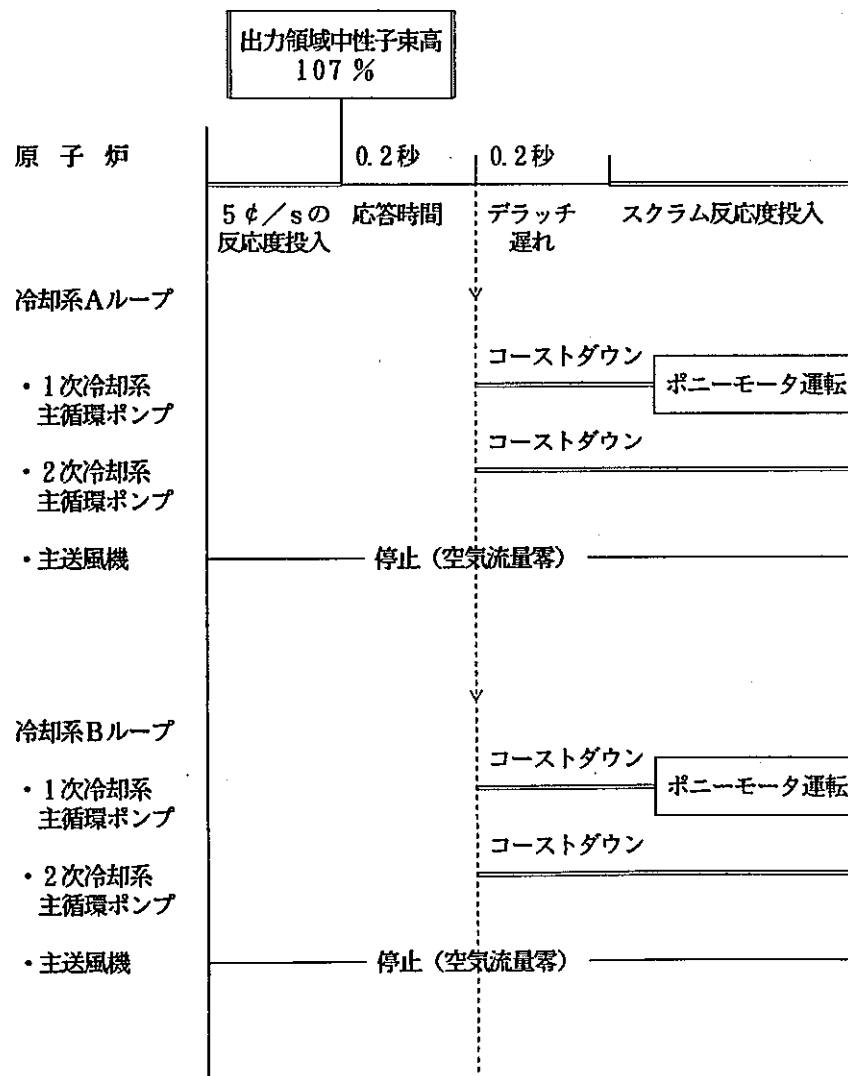 出力領域中性子束高
107 %
原 子 炉
0.2秒
0.2秒
5 ¢/sの
反応度投入
応答時間
デラッチ
遅れ
スクラム反応度投入
冷却系Aループ
コーストダウン
・1次冷却系
主循環ポンプ
ポニーモータ運転
コーストダウン
・2次冷却系
主循環ポンプ
・主送風機
停止(空気流量零)
冷却系Bループ
コーストダウン
・1次冷却系
主循環ポンプ
ポニーモータ運転
コーストダウン
・2次冷却系
主循環ポンプ
・主送風機
停止(空気流量零)